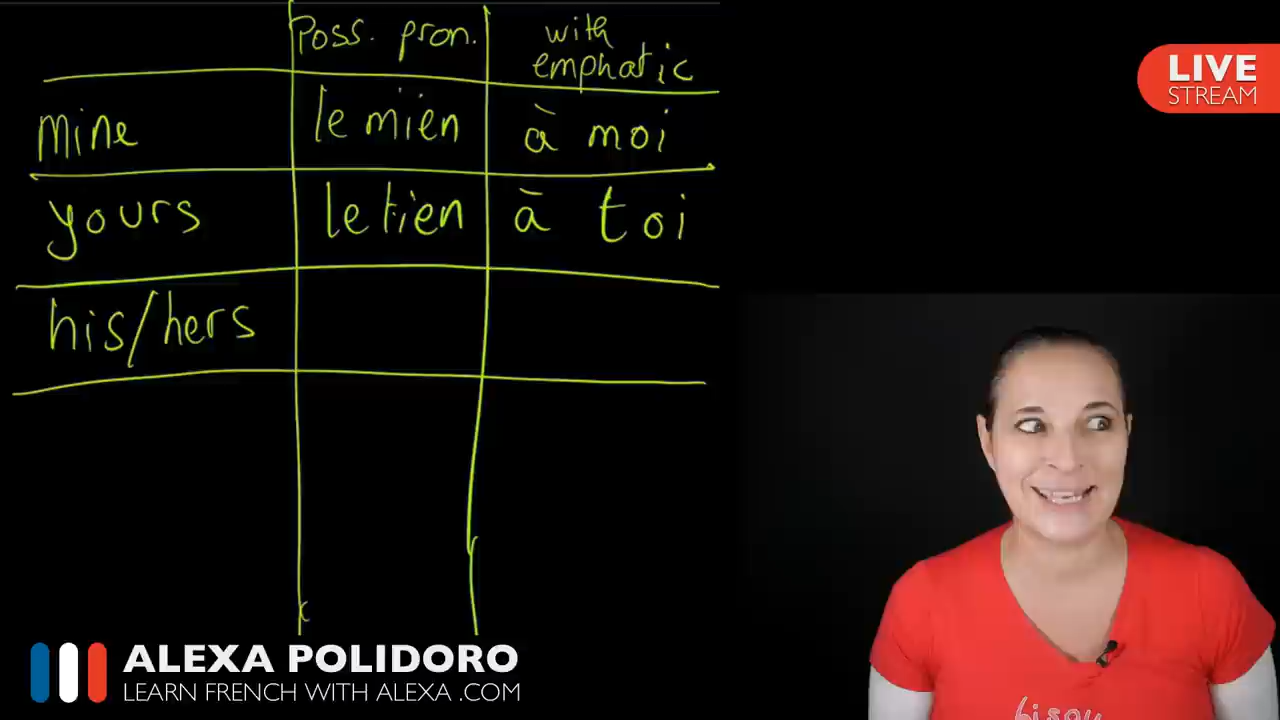 Poss. pron.
with
emphatic
mine le mien à moi
yours le tien à toi
his/hers
LIVE
STREAM
ALEXA POLIDORO
LEARN FRENCH WITH ALEXA .COM
bisou